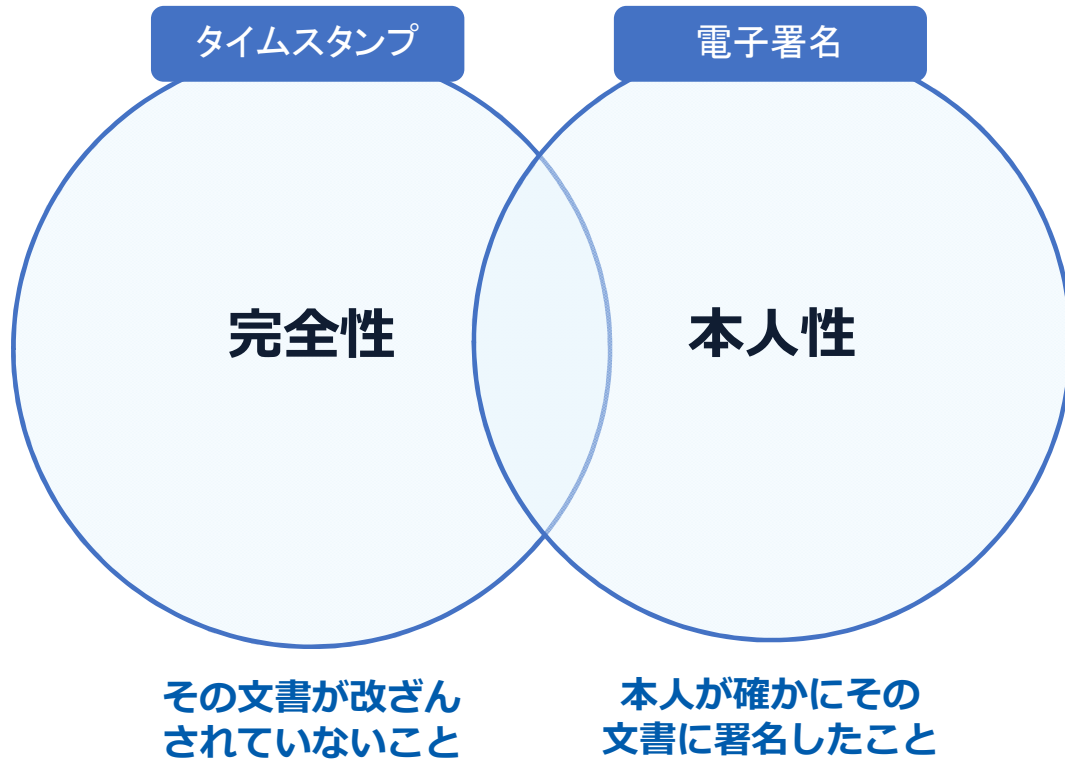 タイムスタンプ
電子署名
完全性
本人性
その文書が改ざん
されていないこと
本人が確かにその
文書に署名したこと